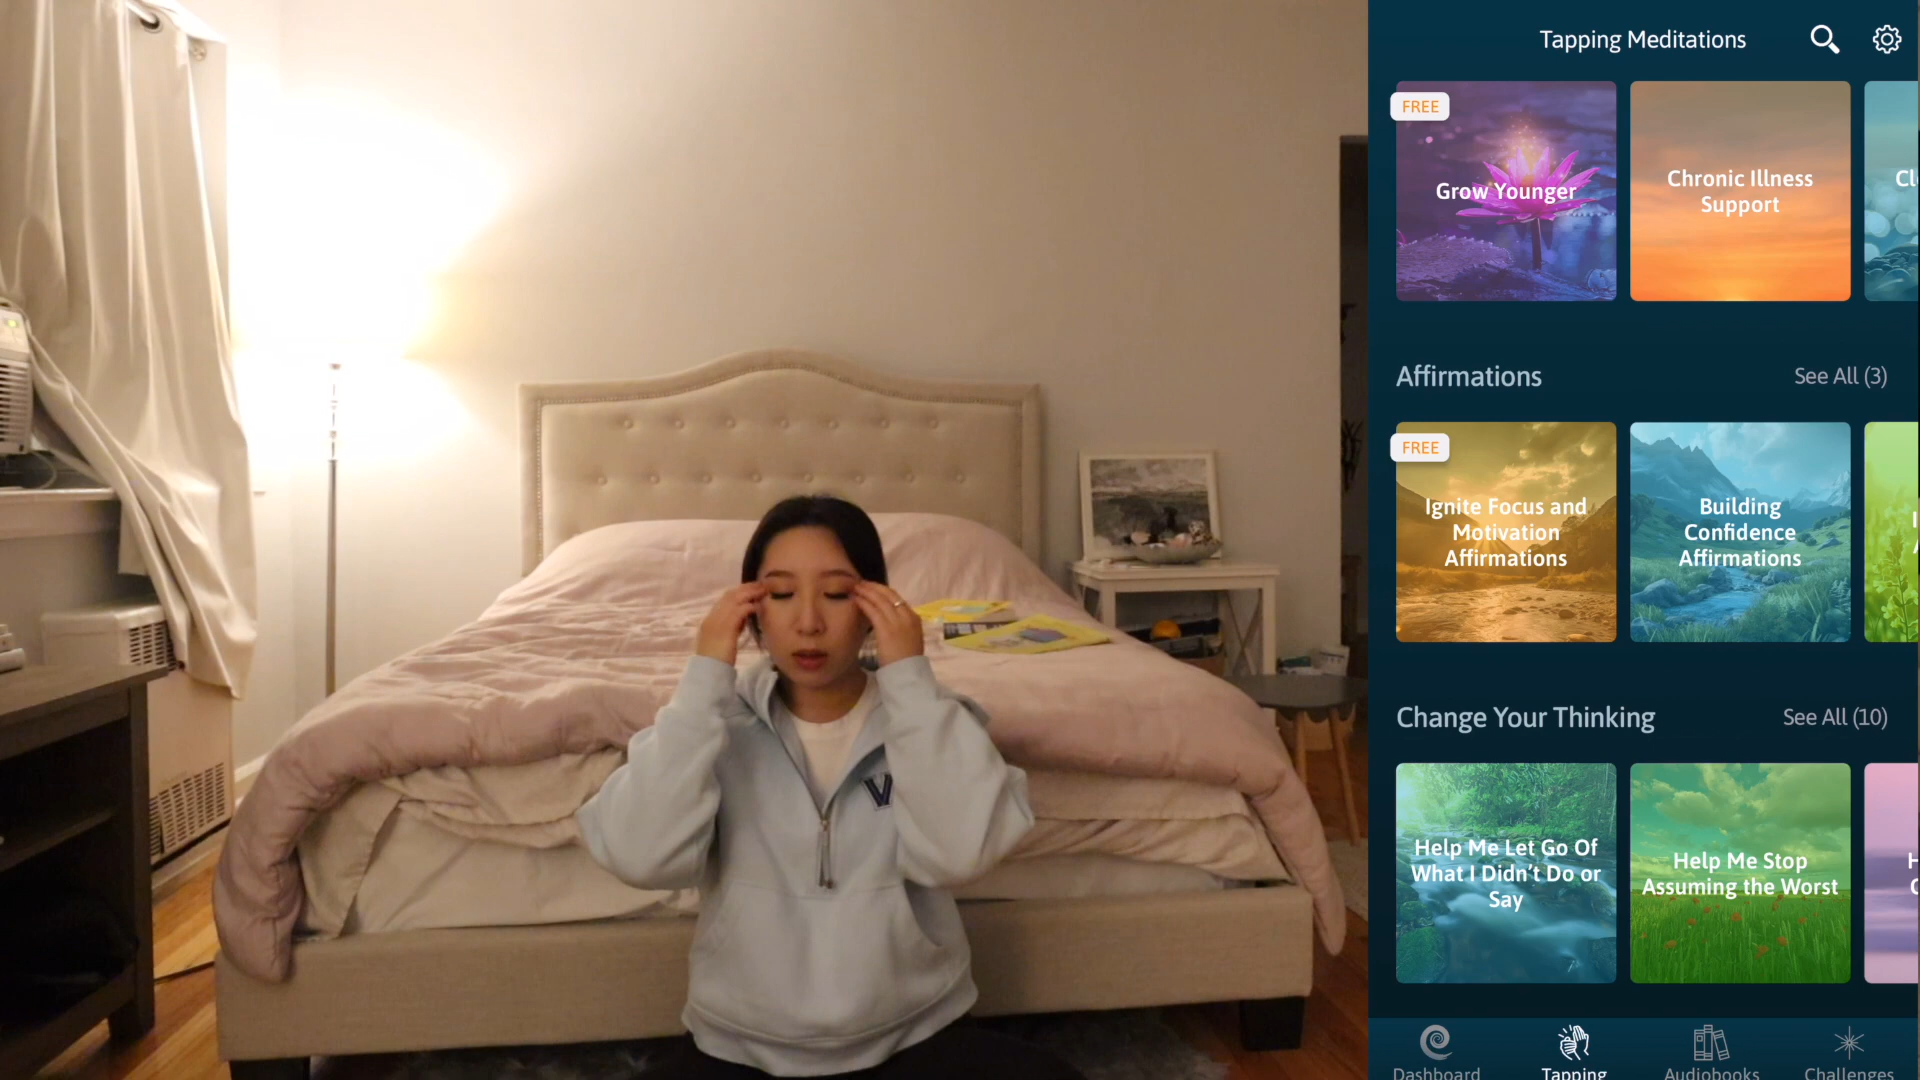 Tapping Meditations
FREE
Grow Younger
Chronic Illness
Support
Affirmations
See All (3)
FREE
Ignite Focus and
Motivation
Affirmations
Building
Confidence
Affirmations
Change Your Thinking
See All (10)
Help Me Let Go Of
What I Didn't Do or
Say
Help Me Stop
Assuming the Worst
Dashboard
Tapping
Audiobooks
Challenges
V